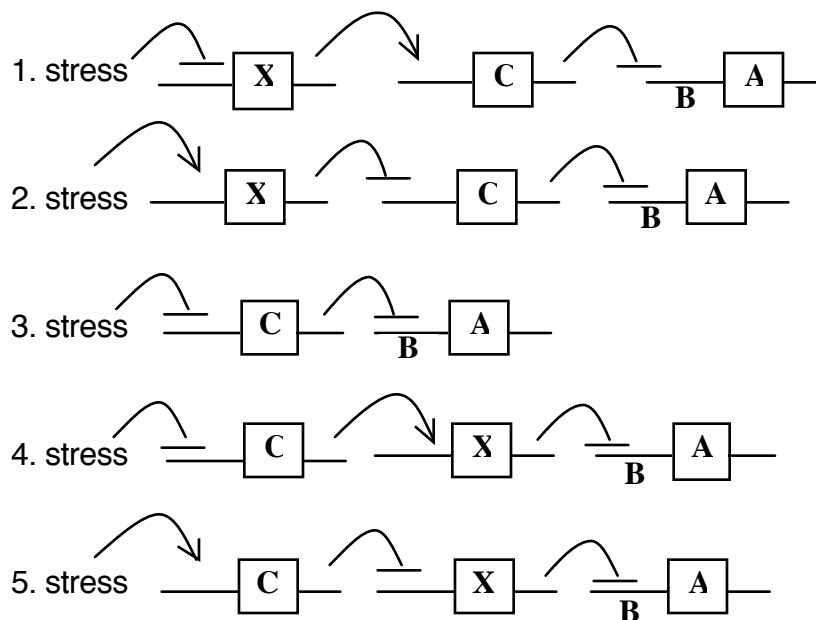 1. stress X C B A
2. stress X C B A
3. stress C B A
4. stress C X B A
5. stress C X B A